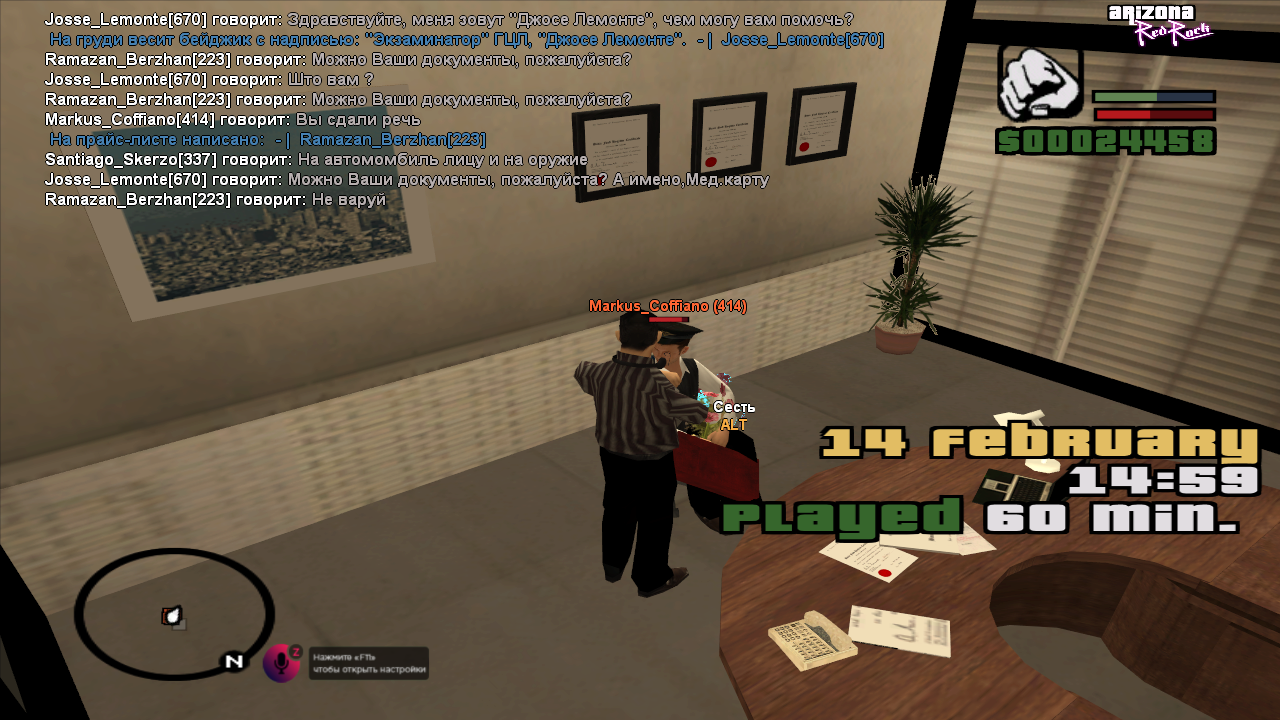 Josse_Lemonte[670] говорит: Здравствуйте, меня зовут "Джосе Лемонте", чем могу вам помочь?
На груди весит бейджик с надписью: "Экзаминатор" ГЦЛ, "Джосе Лемонте". - | Josse_Lemonte[670]
Ramazan_Berzhan[223] говорит: Можно Ваши документы, пожалуйста?
Josse_Lemonte[670] говорит: Што вам ?
Ramazan_Berzhan[223] говорит: Можно Ваши документы, пожалуйста?
Markus_Coffiano[414] говорит: Вы спали речь
На прайс-листе написано: - | Ramazan_Berzhan[223]
Santiago_Skerzo[337] говорит: На автомомбиль лицу и на оружие
Josse_Lemonte[670] говорит: Можно Ваши документы, пожалуйста? А имено,Мед.карту
Ramazan_Berzhan[223] говорит: Не варуй
arizona
Red Rock
$00024458
Markus_Coffiano (414)
Сесть
ALT
14 February
14:59
Played 60 min.
N
Z
Нажмите «F11»
чтобы открыть настройки